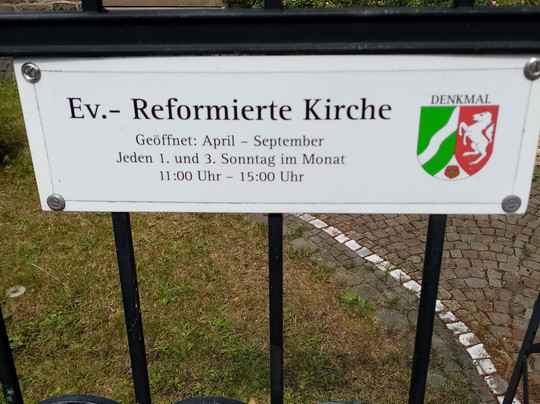 Ev.- Reformierte Kirche
Geöffnet: April – September
Jeden 1. und 3. Sonntag im Monat
11:00 Uhr – 15:00 Uhr
DENKMAL